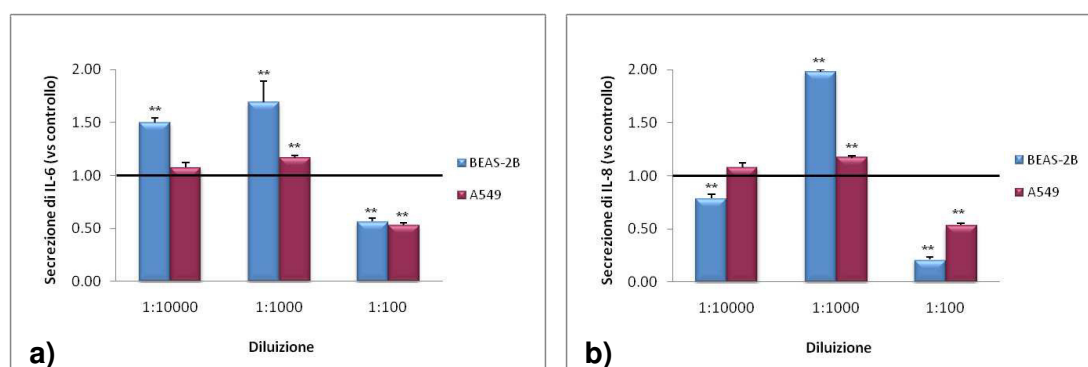 Secrezione di IL-6 (vs controllo)
2.00
1.50
1.00
0.50
0.00
**
**
**
**
**
1:10000
1:1000
1:100
Diluizione
BEAS-2B
A549
a)
Secrezione di IL-8 (vs controllo)
2.00
1.50
1.00
0.50
0.00
**
**
**
**
**
1:10000
1:1000
1:100
Diluizione
BEAS-2B
A549
b)